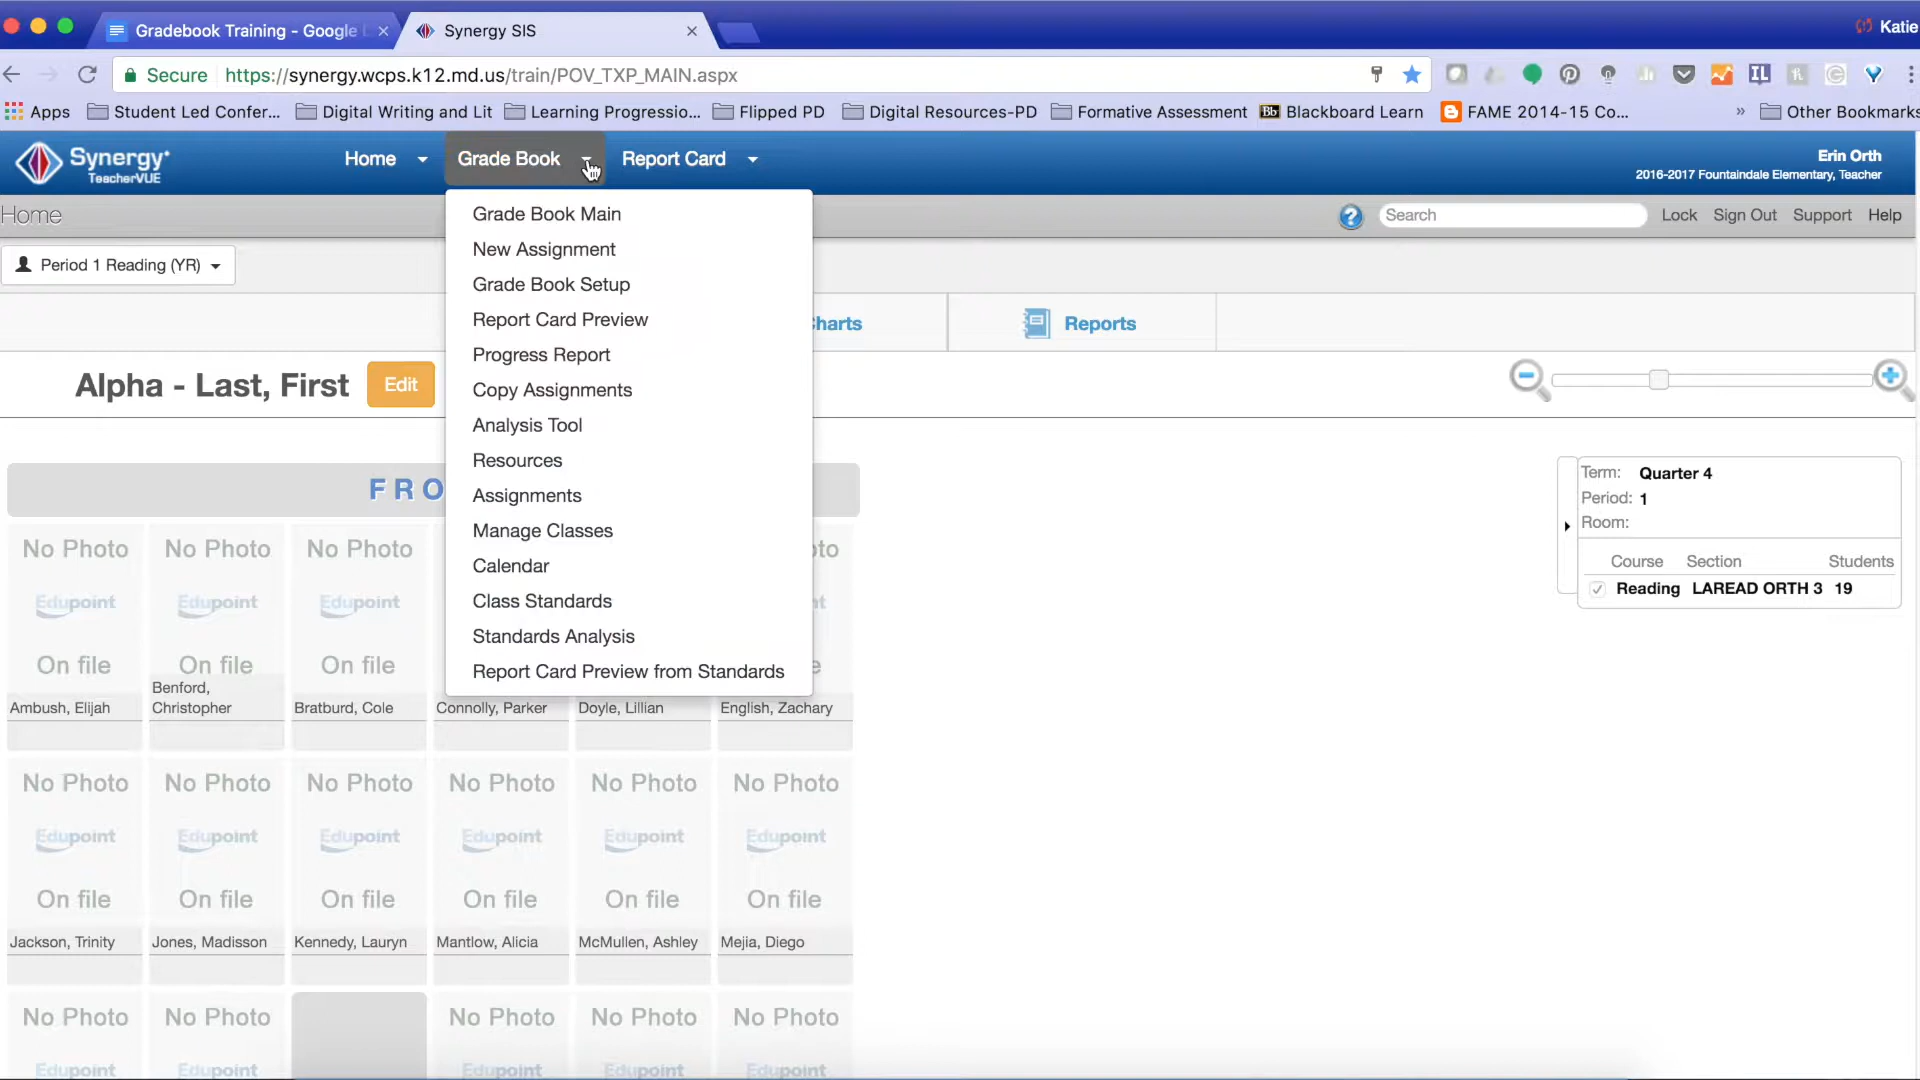 Gradebook Training - Google
Synergy SIS
Katie
Secure
https://synergy.wcps.k12.md.us/train/POV_TXP_MAIN.aspx
Apps
Student Led Confer...
Digital Writing and Lit
Learning Progressio...
Flipped PD
Digital Resources-PD
Formative Assessment
Bb Blackboard Learn
FAME 2014-15 Co...
»
Other Bookmarks
Synergy
TeacherVUE
Home
Grade Book
Report Card
Erin Orth
2016-2017 Fountaindale Elementary, Teacher
Home
Search
Lock
Sign Out
Support
Help
Period 1 Reading (YR)
Grade Book Main
New Assignment
Grade Book Setup
Report Card Preview
Progress Report
Copy Assignments
Analysis Tool
Resources
Assignments
Manage Classes
Calendar
Class Standards
Standards Analysis
Report Card Preview from Standards
harts
Reports
Alpha - Last, First
Edit
FRO
Term: Quarter 4
Period: 1
Room:
Course Section Students
Reading LAREAD ORTH 3 19
No Photo No Photo No Photo
Edupoint Edupoint Edupoint
On file On file On file
Ambush, Elijah
Benford,
Christopher
Bratburd, Cole
Connolly, Parker
Doyle, Lillian
English, Zachary
No Photo No Photo No Photo No Photo No Photo No Photo
Edupoint Edupoint Edupoint Edupoint Edupoint Edupoint
On file On file On file On file On file On file
Jackson, Trinity
Jones, Madisson
Kennedy, Lauryn
Mantlow, Alicia
McMullen, Ashley
Mejia, Diego
No Photo No Photo No Photo No Photo No Photo
Edupoint Edupoint Edupoint Edupoint Edupoint